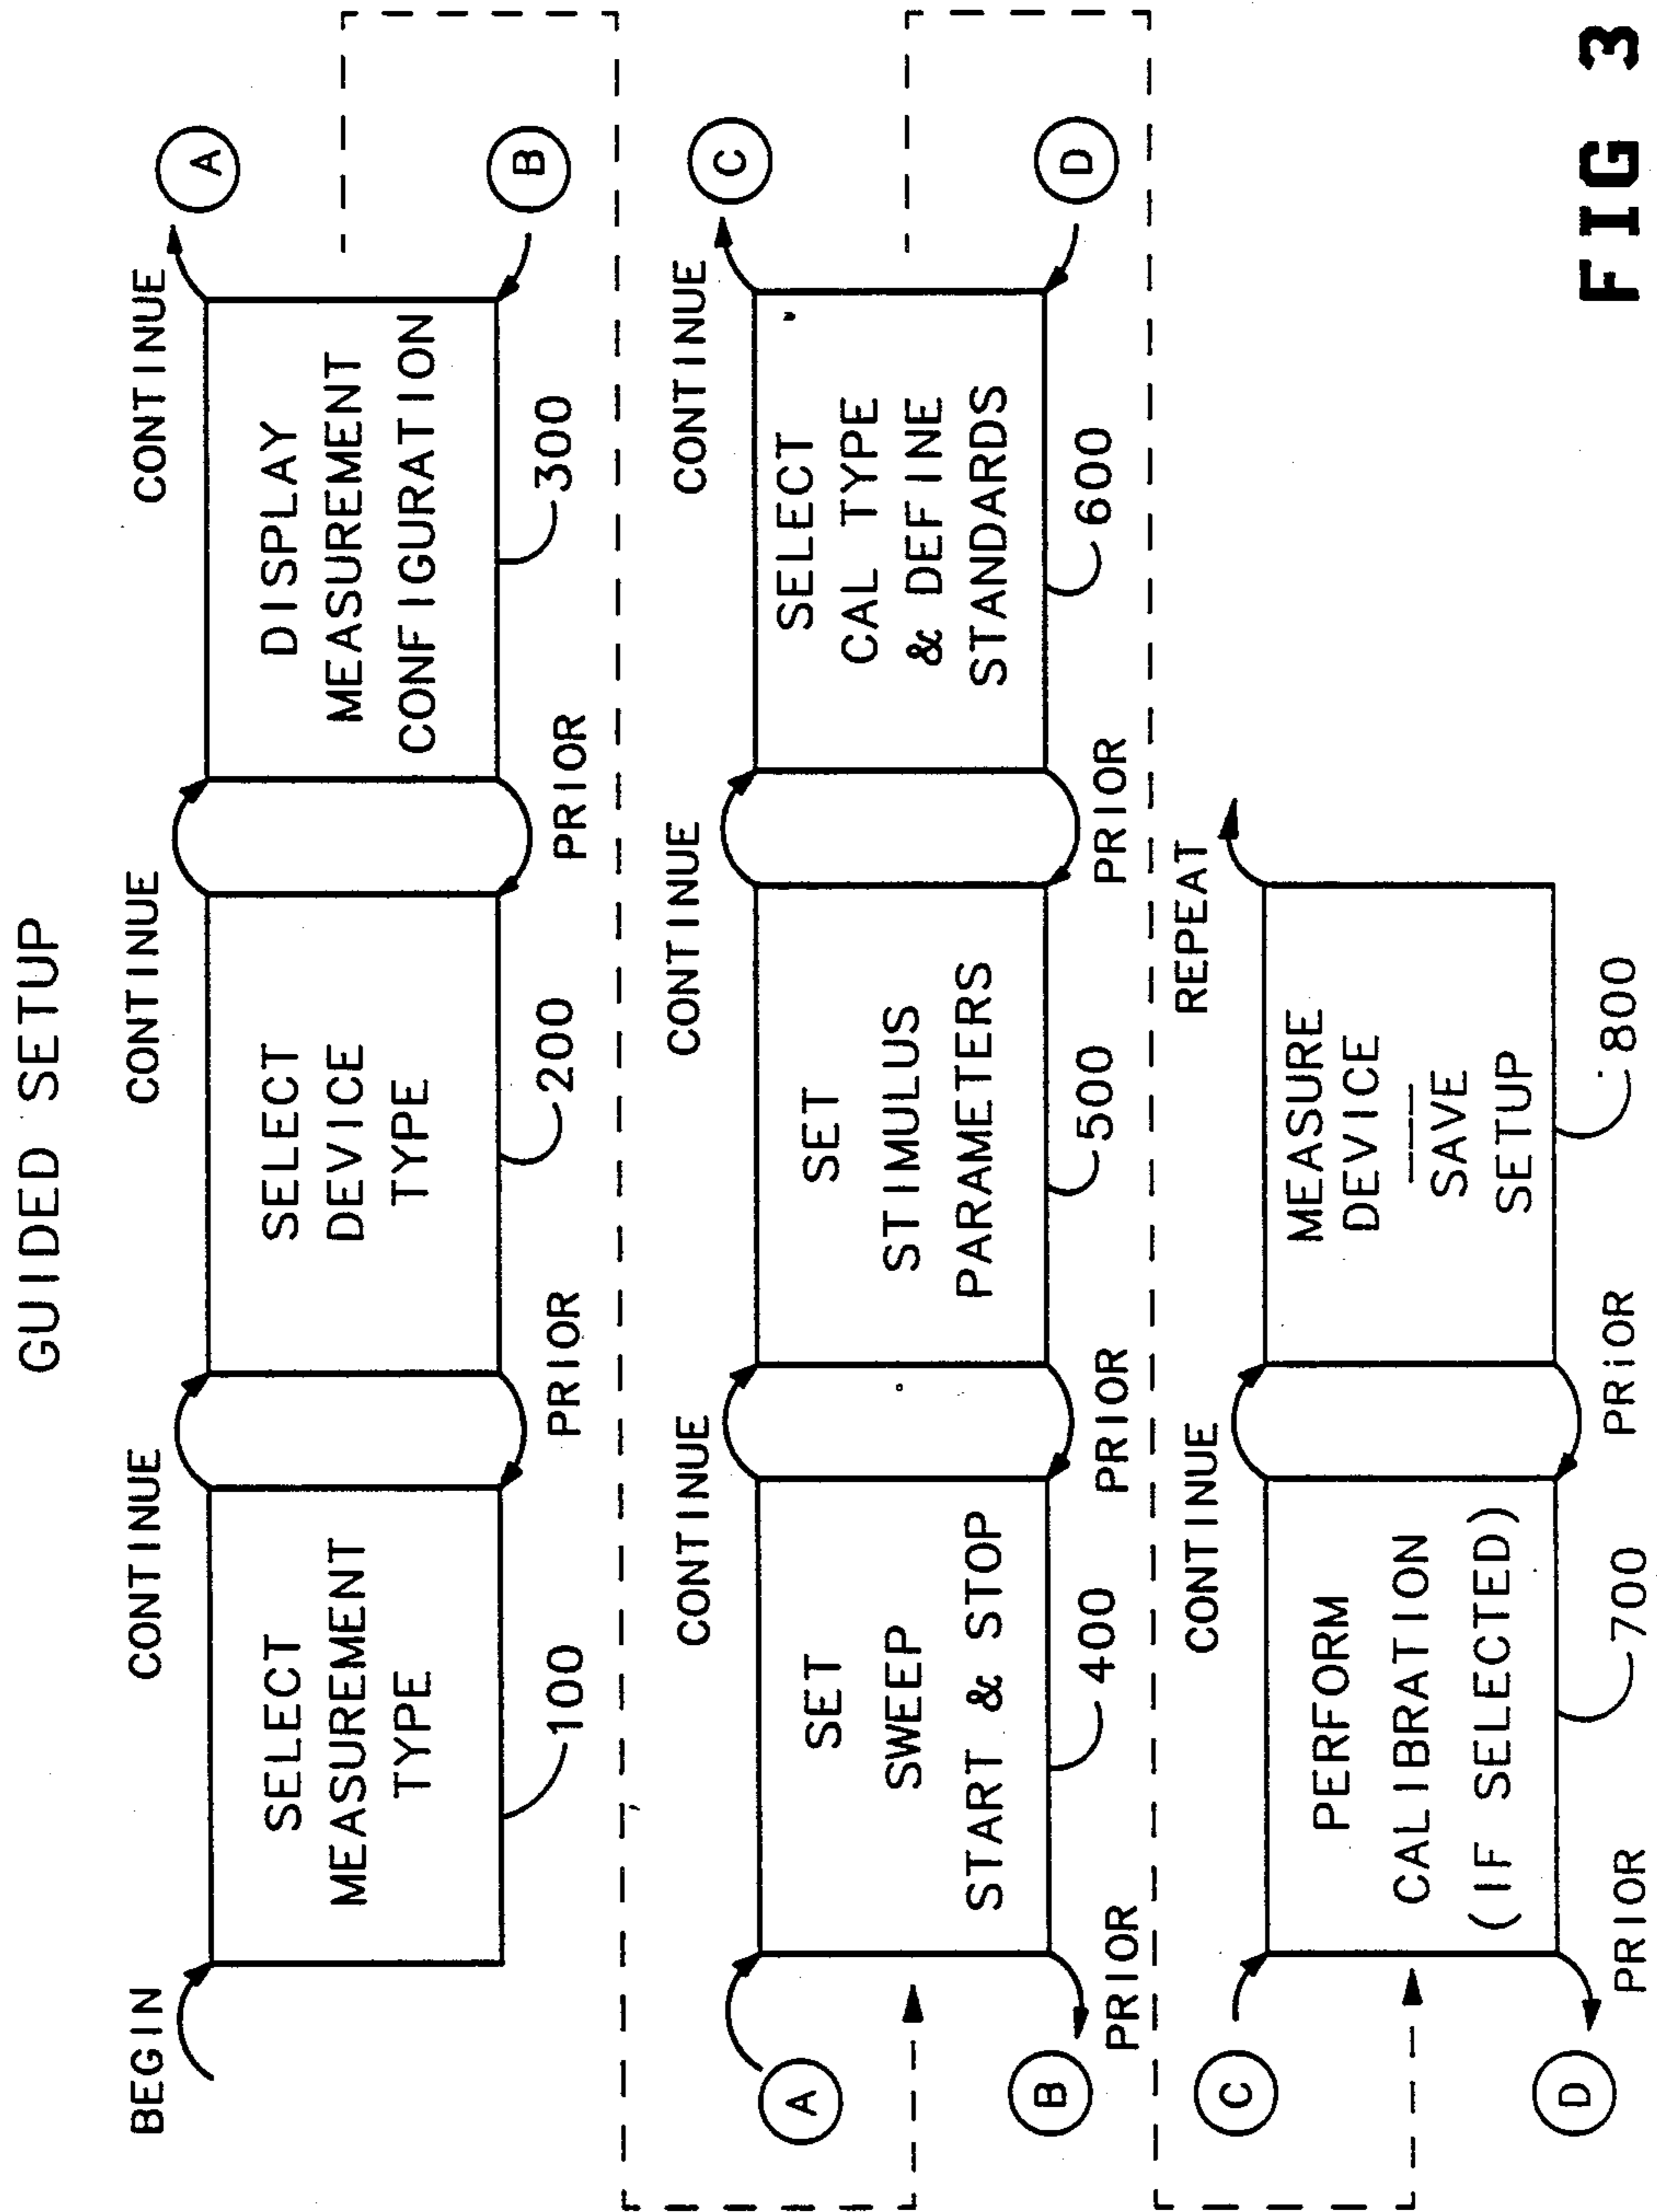 GUIDED SETUP
BEGIN
CONTINUE
CONTINUE
CONTINUE
A
SELECT
MEASUREMENT
TYPE
SELECT
DEVICE
TYPE
DISPLAY
MEASUREMENT
CONFIGURATION
B
100
PRIOR
200
PRIOR
300
CONTINUE
CONTINUE
CONTINUE
A
C
SET
SWEEP
START & STOP
SET
STIMULUS
PARAMETERS
SELECT
CAL TYPE
& DEFINE
STANDARDS
B
D
PRIOR
400
PRIOR
500
PRIOR
600
CONTINUE
REPEAT
C
PERFORM
CALIBRATION
(IF SELECTED)
MEASURE
DEVICE
SAVE
SETUP
D
PRIOR
700
PRIOR
800
FIG 3